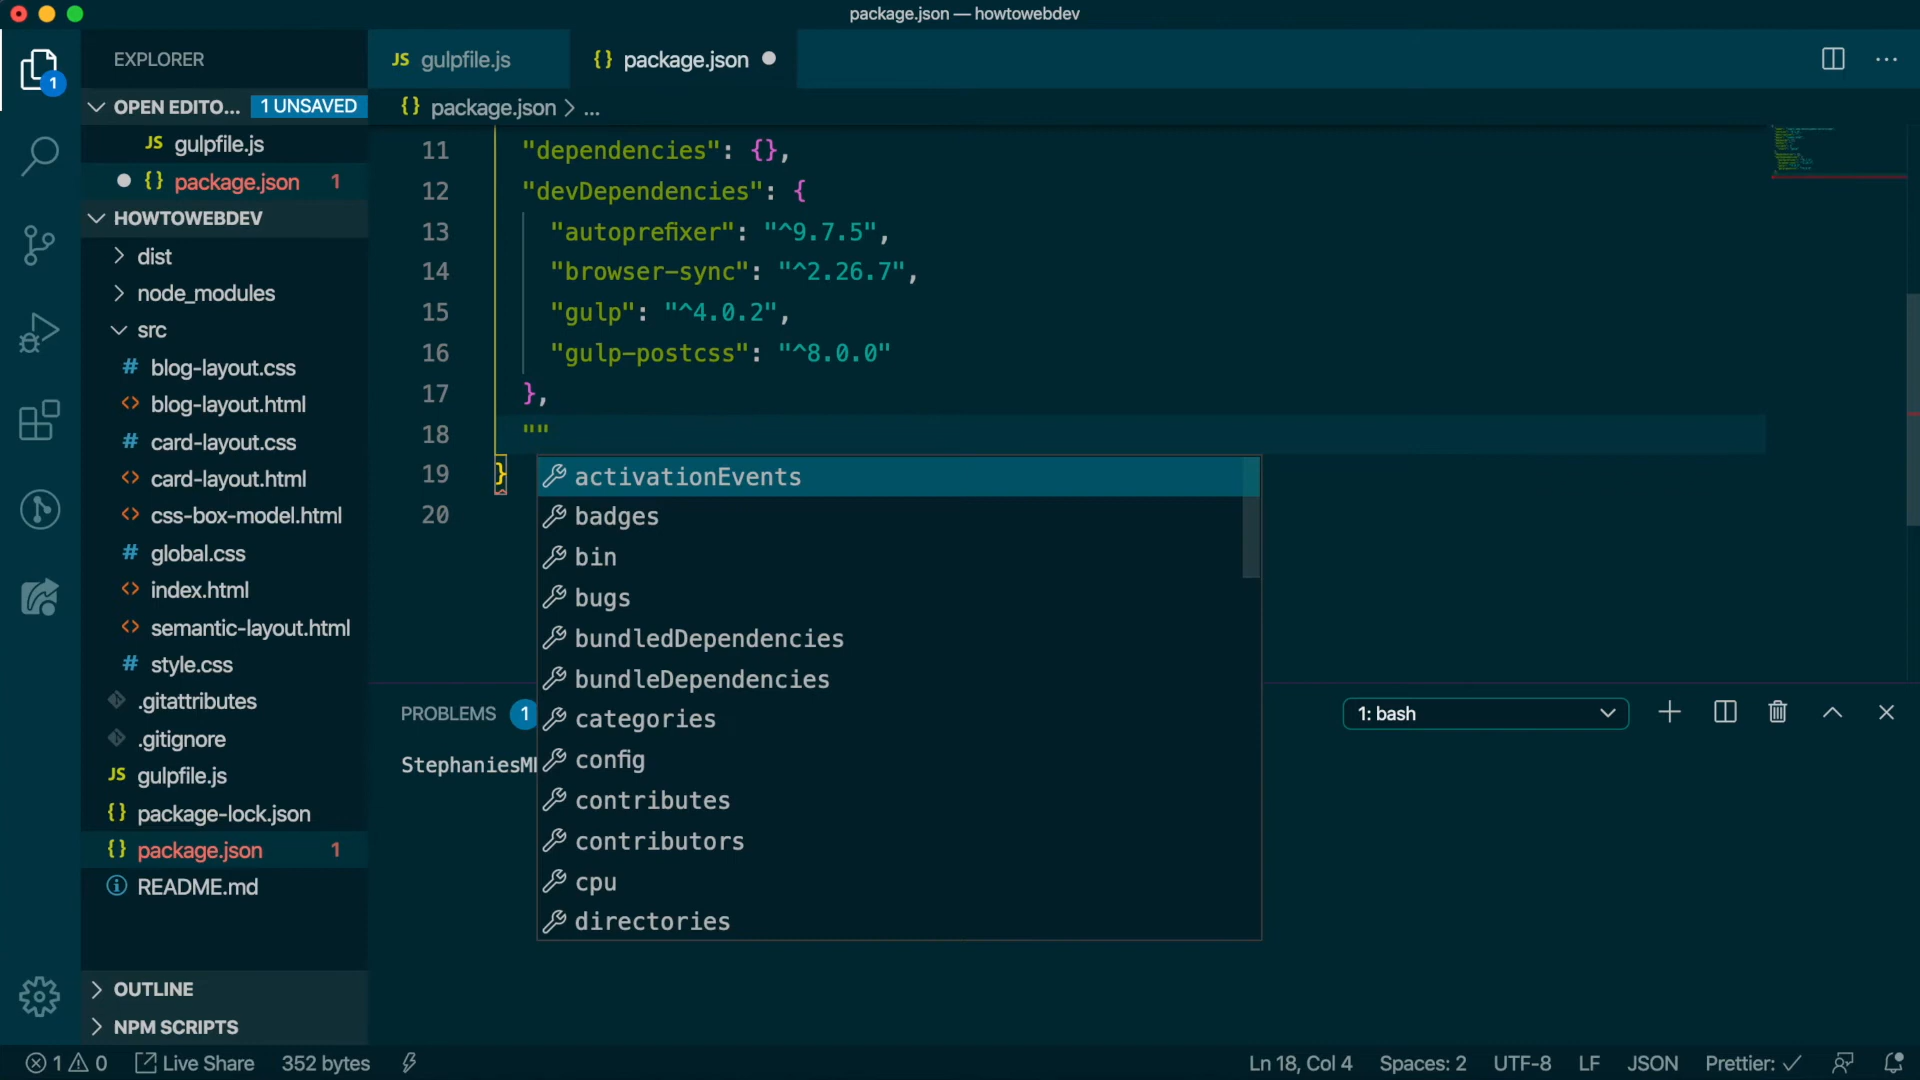 package.json — howtowebdev
EXPLORER
JS gulpfile.js
{} package.json
1
OPEN EDITO... 1 UNSAVED
{} package.json > ...
JS gulpfile.js
{} package.json 1
HOWTOWEBDEV
dist
node_modules
src
# blog-layout.css
<> blog-layout.html
# card-layout.css
<> card-layout.html
<> css-box-model.html
# global.css
<> index.html
<> semantic-layout.html
# style.css
.gitattributes
.gitignore
JS gulpfile.js
{} package-lock.json
{} package.json 1
README.md
OUTLINE
NPM SCRIPTS
11 "dependencies": {},
12 "devDependencies": {
13 "autoprefixer": "^9.7.5",
14 "browser-sync": "^2.26.7",
15 "gulp": "^4.0.2",
16 "gulp-postcss": "^8.0.0"
17 },
18 ""
19 }
20
activationEvents
badges
bin
bugs
bundledDependencies
bundleDependencies
categories
config
contributes
contributors
cpu
directories
PROBLEMS 1
1: bash
1 0 Live Share 352 bytes
Ln 18, Col 4 Spaces: 2 UTF-8 LF JSON Prettier: ✓